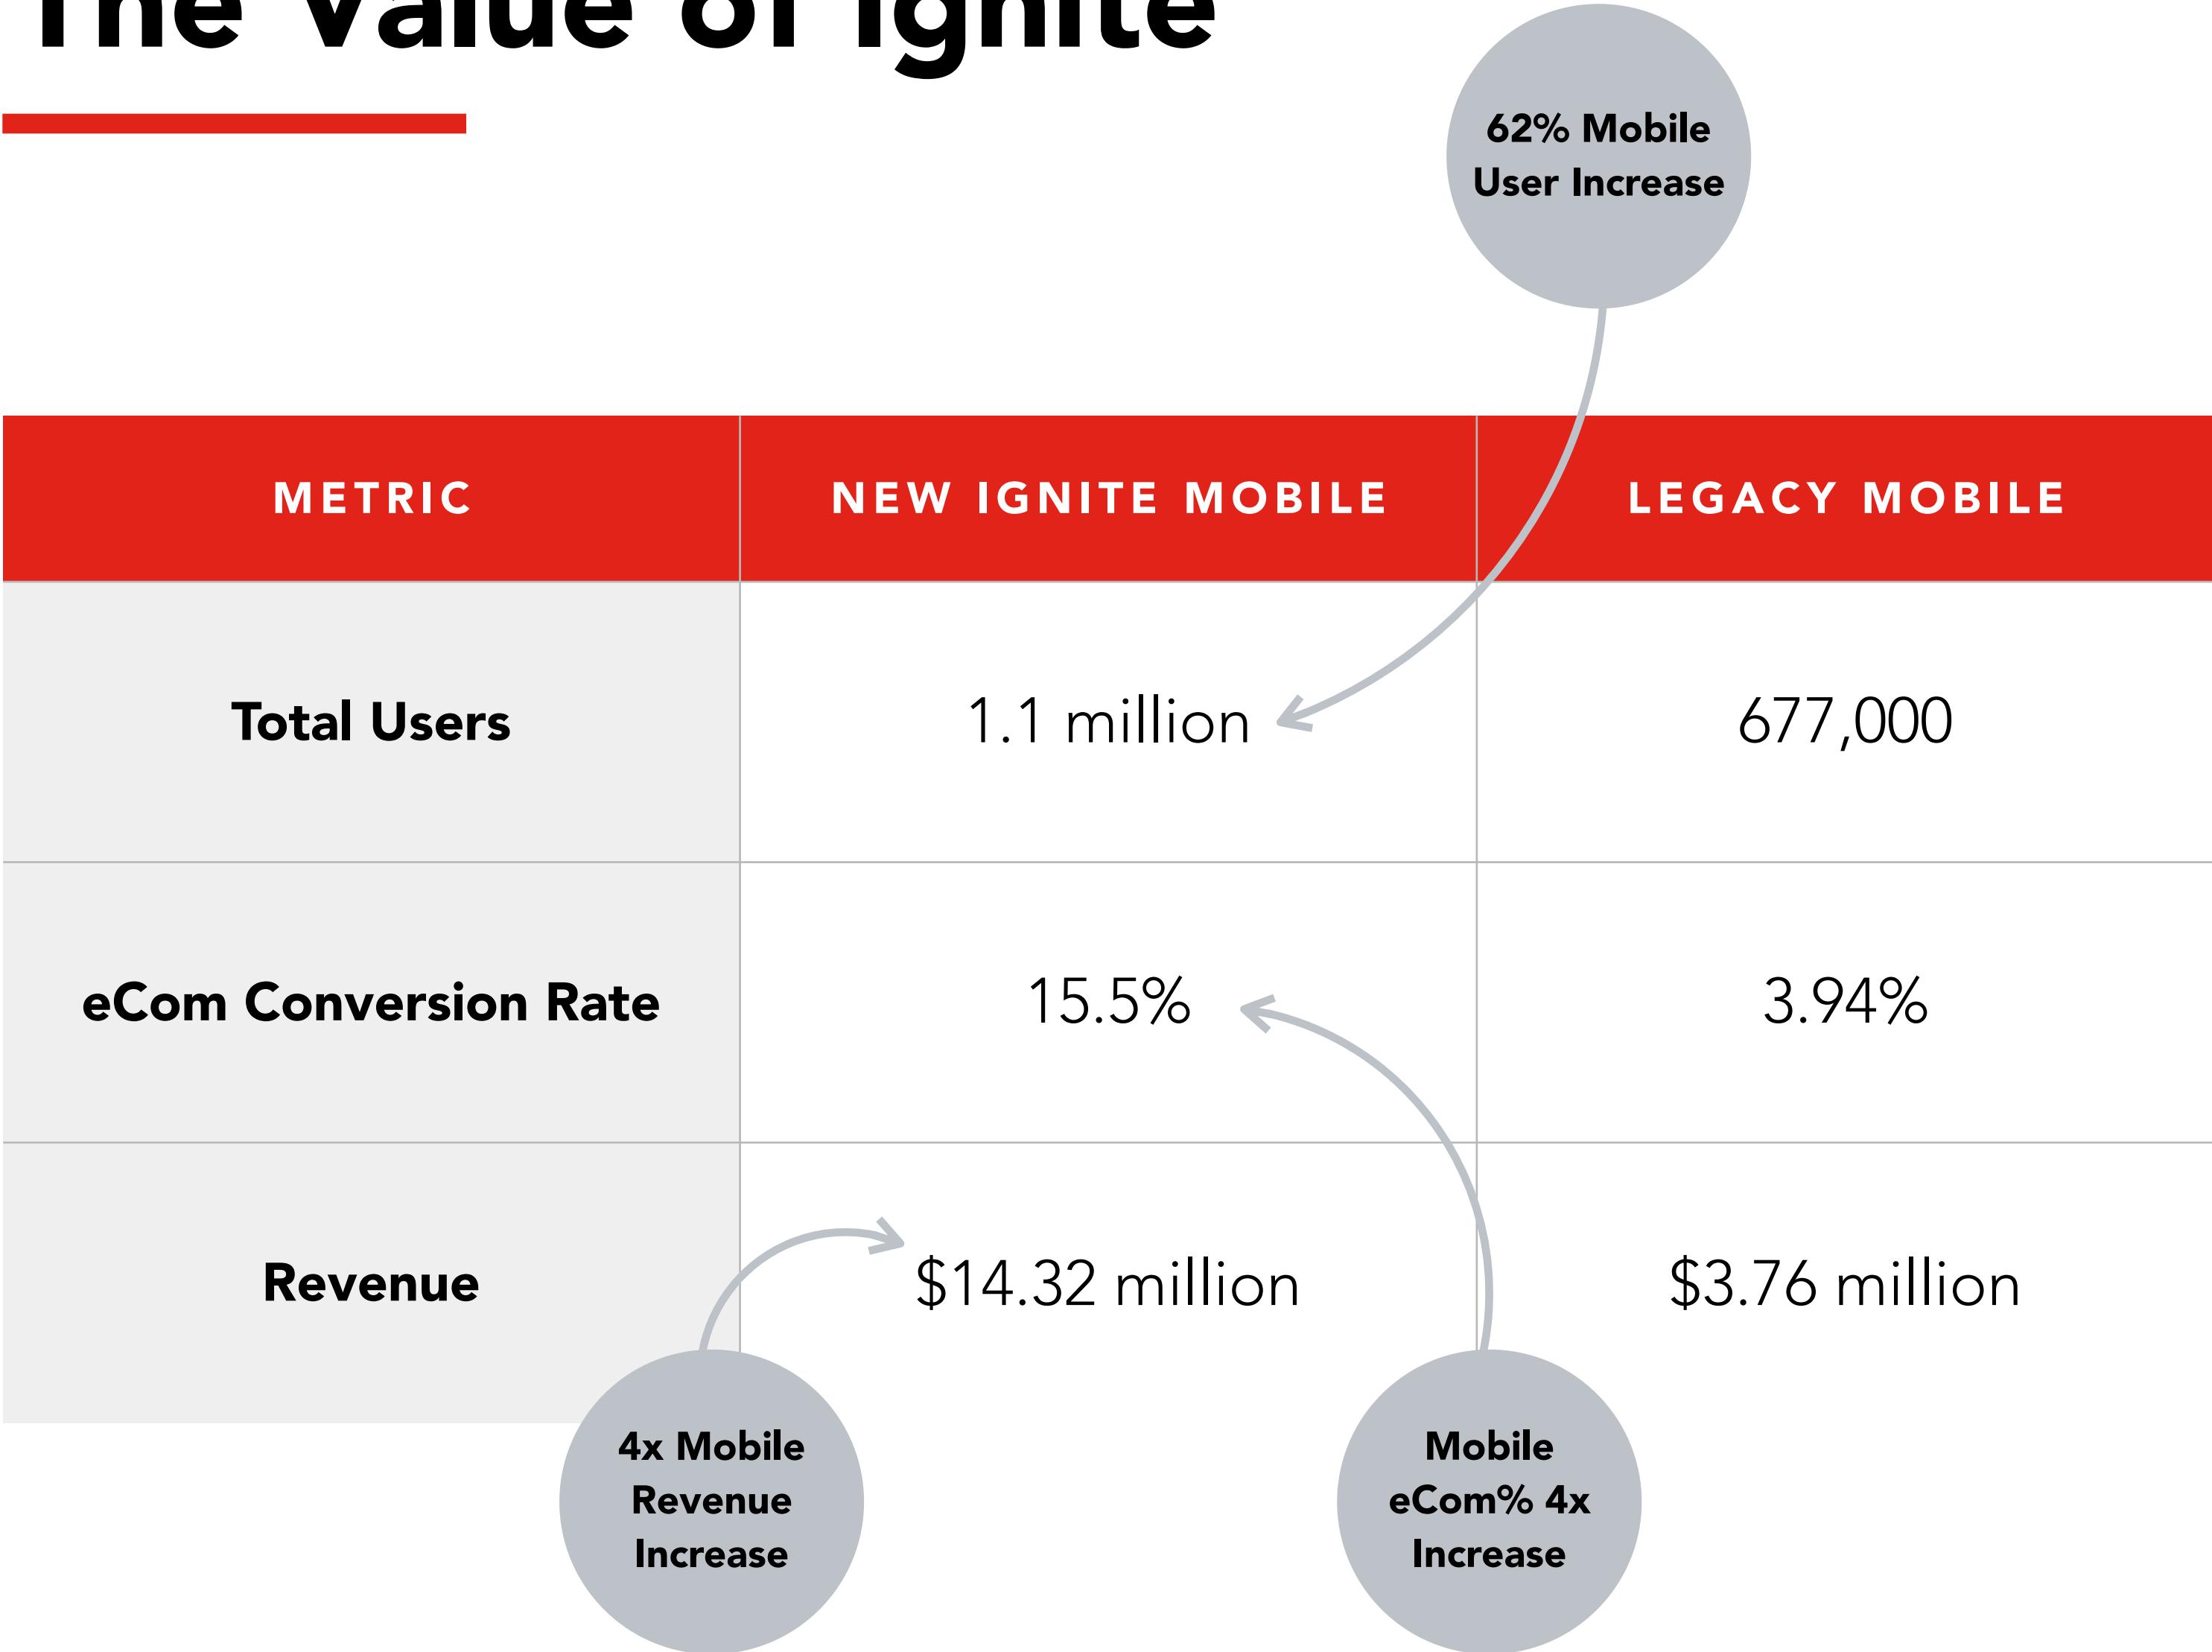 The Value of Ignite
62% Mobile
User Increase
METRIC NEW IGNITE MOBILE LEGACY MOBILE
Total Users 1.1 million 677,000
eCom Conversion Rate 15.5% 3.94%
Revenue $14.32 million $3.76 million
4x Mobile
Revenue
Increase
Mobile
eCom% 4x
Increase